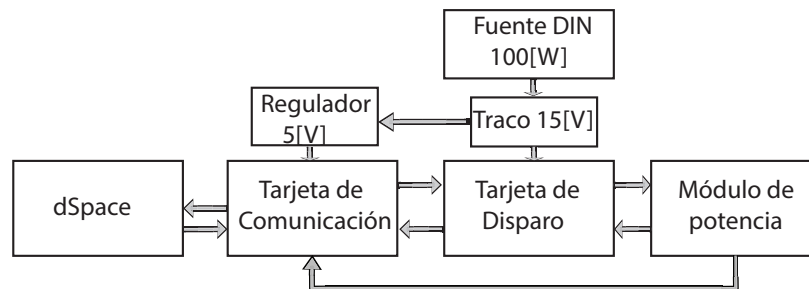 Fuente DIN
100[W]
Regulador
5[V]
Traco 15[V]
dSpace
Tarjeta de
Comunicación
Tarjeta de
Disparo
Módulo de
potencia